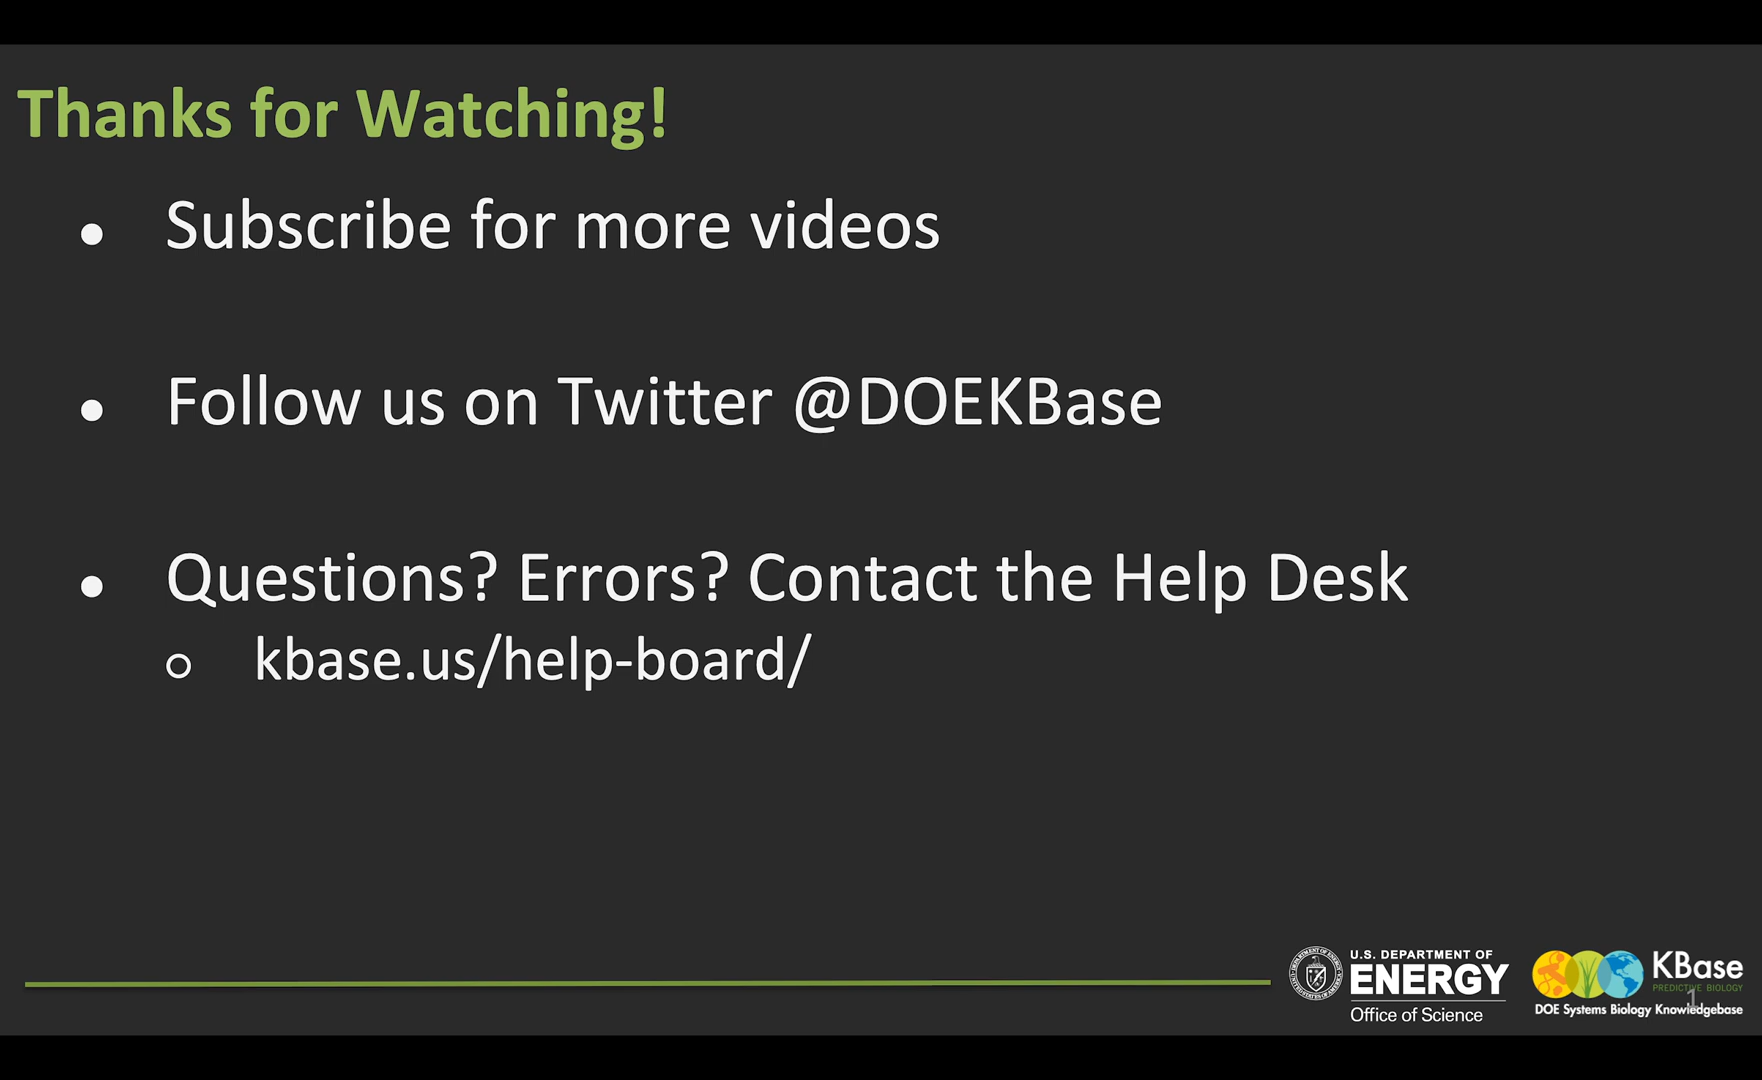 Thanks for Watching!
● Subscribe for more videos
● Follow us on Twitter @DOEKBase
● Questions? Errors? Contact the Help Desk
○ kbase.us/help-board/
U.S. DEPARTMENT OF
ENERGY
Office of Science
KBase
PREDICTIVE BIOLOGY
DOE Systems Biology Knowledgebase
1